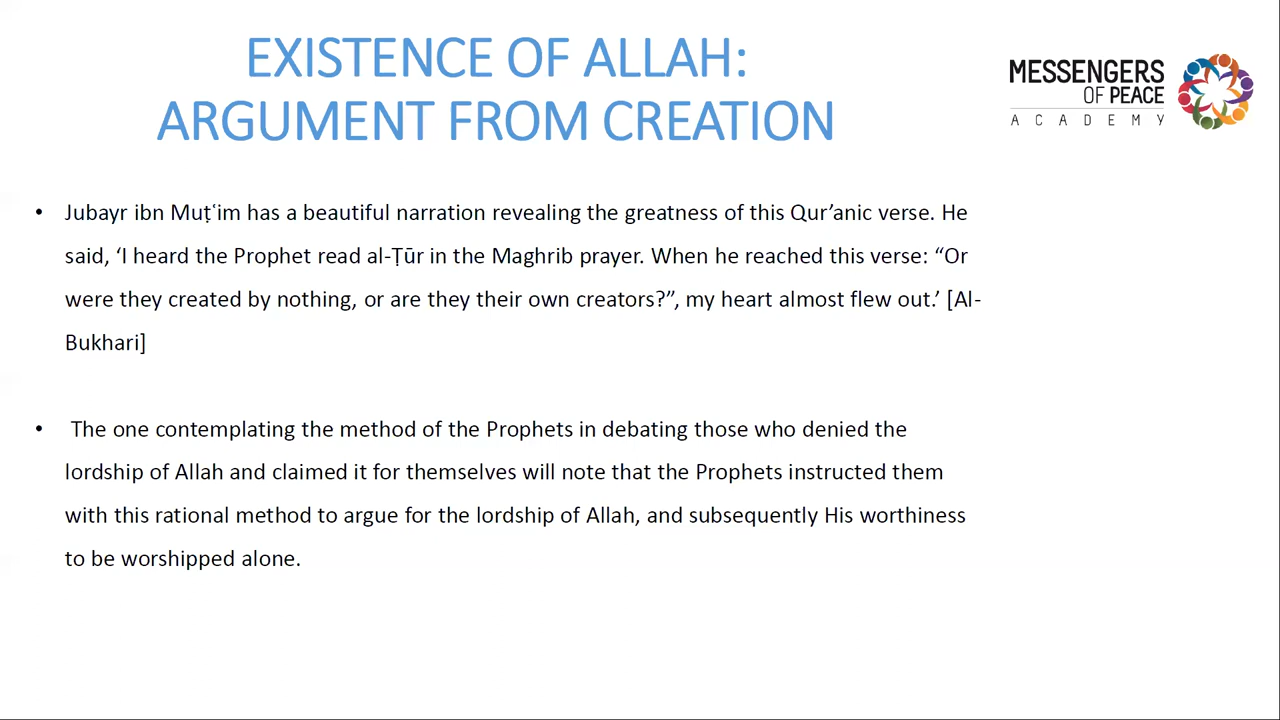 EXISTENCE OF ALLAH:
ARGUMENT FROM CREATION
MESSENGERS
OF PEACE
ACADEMY
• Jubayr ibn Muṭʿim has a beautiful narration revealing the greatness of this Qur’anic verse. He
said, ‘I heard the Prophet read al-Ṭūr in the Maghrib prayer. When he reached this verse: “Or
were they created by nothing, or are they their own creators?”, my heart almost flew out.’ [Al-
Bukhari]
• The one contemplating the method of the Prophets in debating those who denied the
lordship of Allah and claimed it for themselves will note that the Prophets instructed them
with this rational method to argue for the lordship of Allah, and subsequently His worthiness
to be worshipped alone.